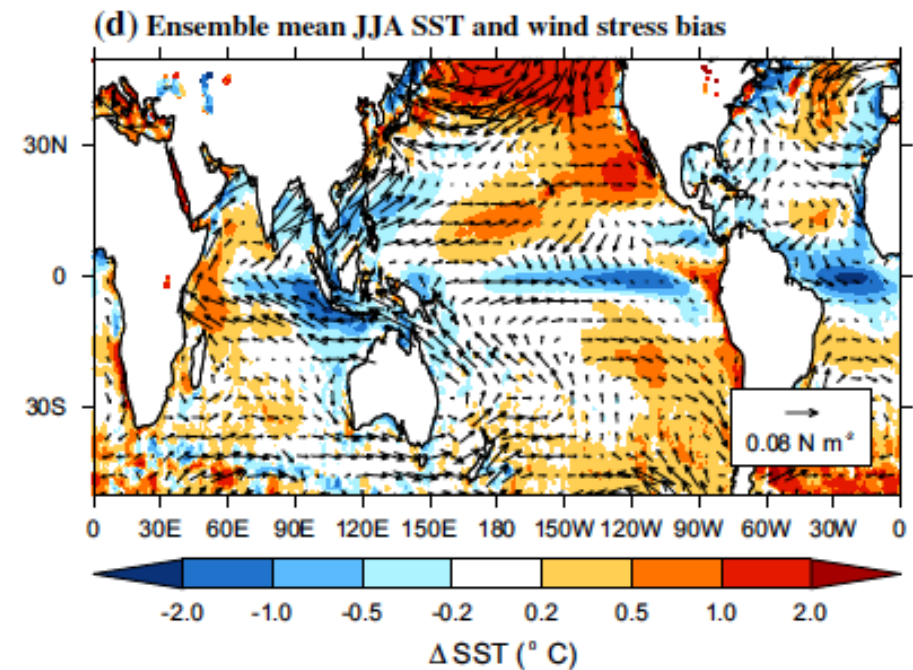 (d) Ensemble mean JJA SST and wind stress bias
30N
0
30S
0.08 N m⁻²
0 30E 60E 90E 120E 150E 180 150W 120W 90W 60W 30W 0
-2.0 -1.0 -0.5 -0.2 0.2 0.5 1.0 2.0
Δ SST (° C)